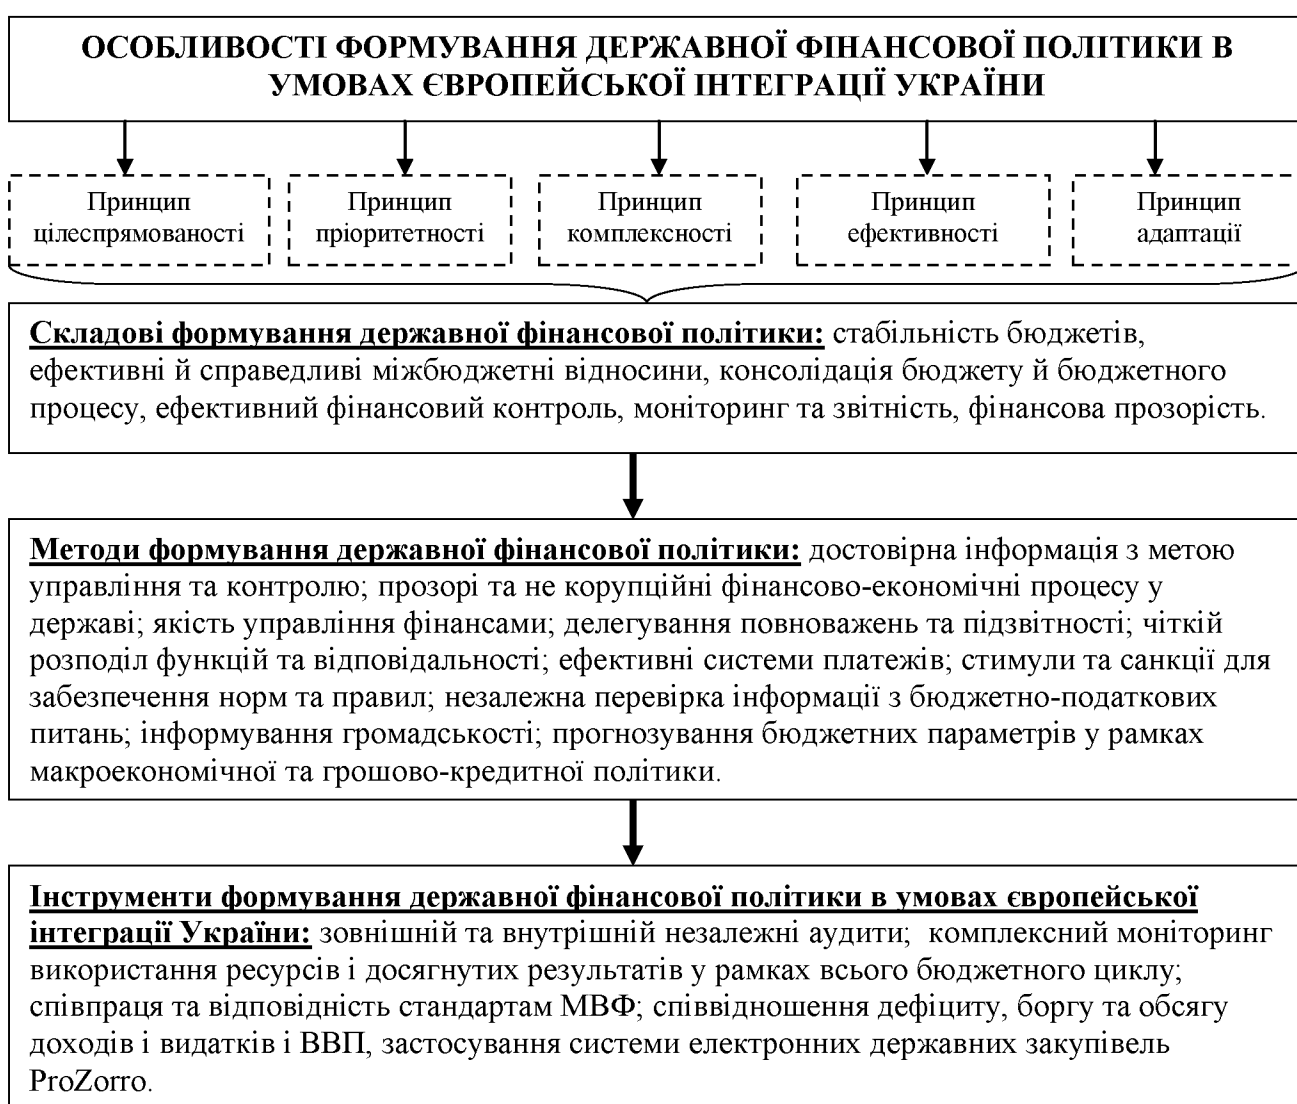 ОСОБЛИВОСТІ ФОРМУВАННЯ ДЕРЖАВНОЇ ФІНАНСОВОЇ ПОЛІТИКИ В
УМОВАХ ЄВРОПЕЙСЬКОЇ ІНТЕГРАЦІЇ УКРАЇНИ
Принцип
цілеспрямованості
Принцип
пріоритетності
Принцип
комплексності
Принцип
ефективності
Принцип
адаптації
Складові формування державної фінансової політики: стабільність бюджетів,
ефективні й справедливі міжбюджетні відносини, консолідація бюджету й бюджетного
процесу, ефективний фінансовий контроль, моніторинг та звітність, фінансова прозорість.
Методи формування державної фінансової політики: достовірна інформація з метою
управління та контролю; прозорі та не корупційні фінансово-економічні процесу у
державі; якість управління фінансами; делегування повноважень та підзвітності; чіткій
розподіл функцій та відповідальності; ефективні системи платежів; стимули та санкції для
забезпечення норм та правил; незалежна перевірка інформації з бюджетно-податкових
питань; інформування громадськості; прогнозування бюджетних параметрів у рамках
макроекономічної та грошово-кредитної політики.
Інструменти формування державної фінансової політики в умовах європейської
інтеграції України: зовнішній та внутрішній незалежні аудити; комплексний моніторинг
використання ресурсів і досягнутих результатів у рамках всього бюджетного циклу;
співпраця та відповідність стандартам МВФ; співвідношення дефіциту, боргу та обсягу
доходів і видатків і ВВП, застосування системи електронних державних закупівель
ProZorro.